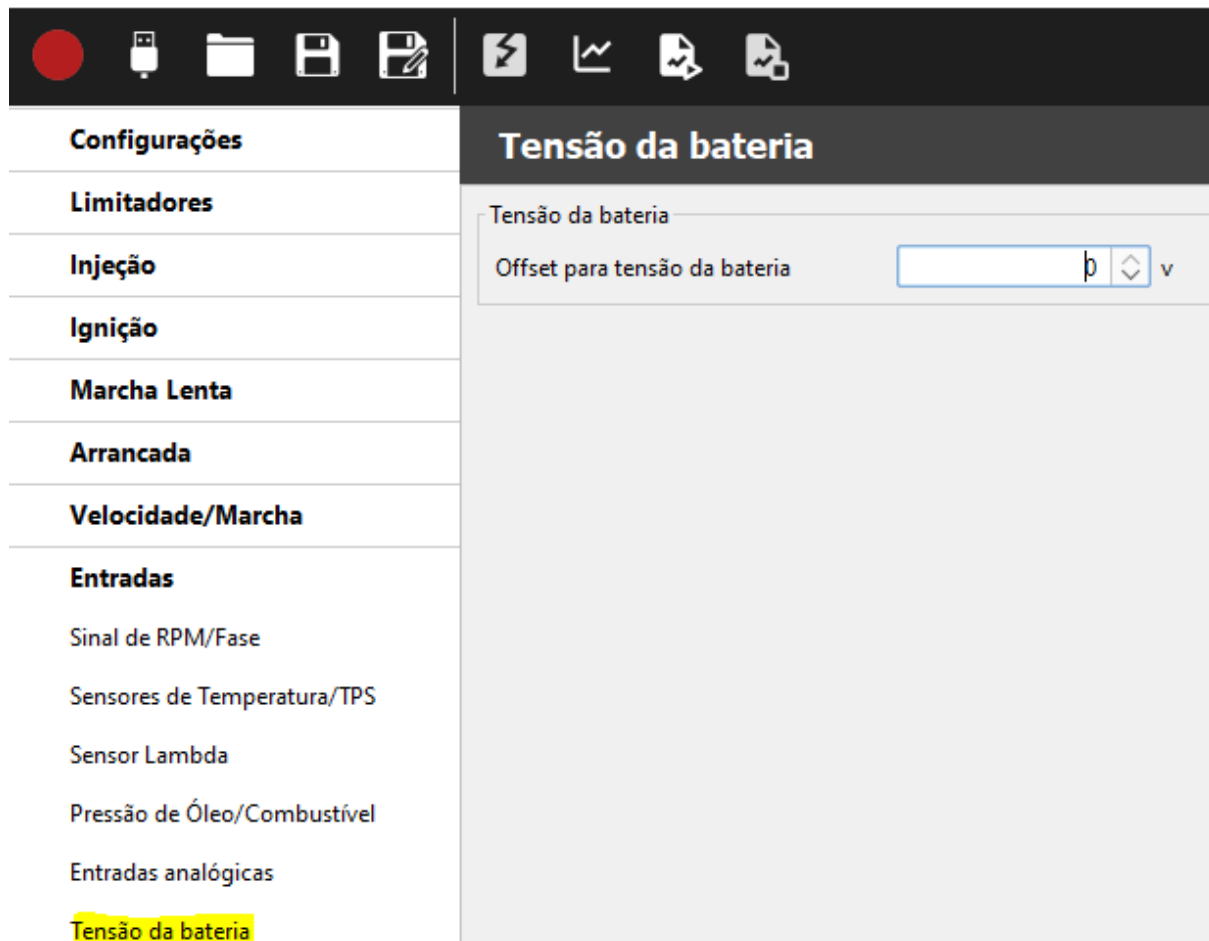 Configurações
Limitadores
Injeção
Ignição
Marcha Lenta
Arrancada
Velocidade/Marcha
Entradas
Sinal de RPM/Fase
Sensores de Temperatura/TPS
Sensor Lambda
Pressão de Óleo/Combustível
Entradas analógicas
Tensão da bateria
Tensão da bateria
Tensão da bateria
Offset para tensão da bateria 0 v